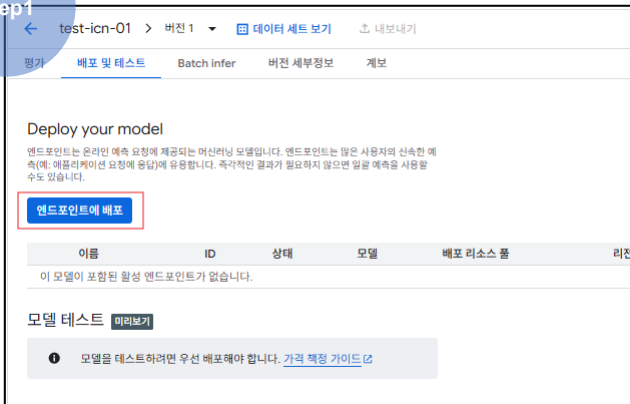 ep1
test-icn-01 > 버전 1 데이터 세트 보기 내보내기
평가 배포 및 테스트 Batch infer 버전 세부정보 계보
Deploy your model
엔드포인트는 온라인 예측 요청에 제공되는 머신러닝 모델입니다. 엔드포인트는 많은 사용자의 신속한 예
측(예: 애플리케이션 요청에 응답)에 유용합니다. 즉각적인 결과가 필요하지 않으면 일괄 예측을 사용할
수도 있습니다.
엔드포인트에 배포
이름 ID 상태 모델 배포 리소스 풀 리전
이 모델이 포함된 활성 엔드포인트가 없습니다.
모델 테스트 미리보기
모델을 테스트하려면 우선 배포해야 합니다. 가격 책정 가이드